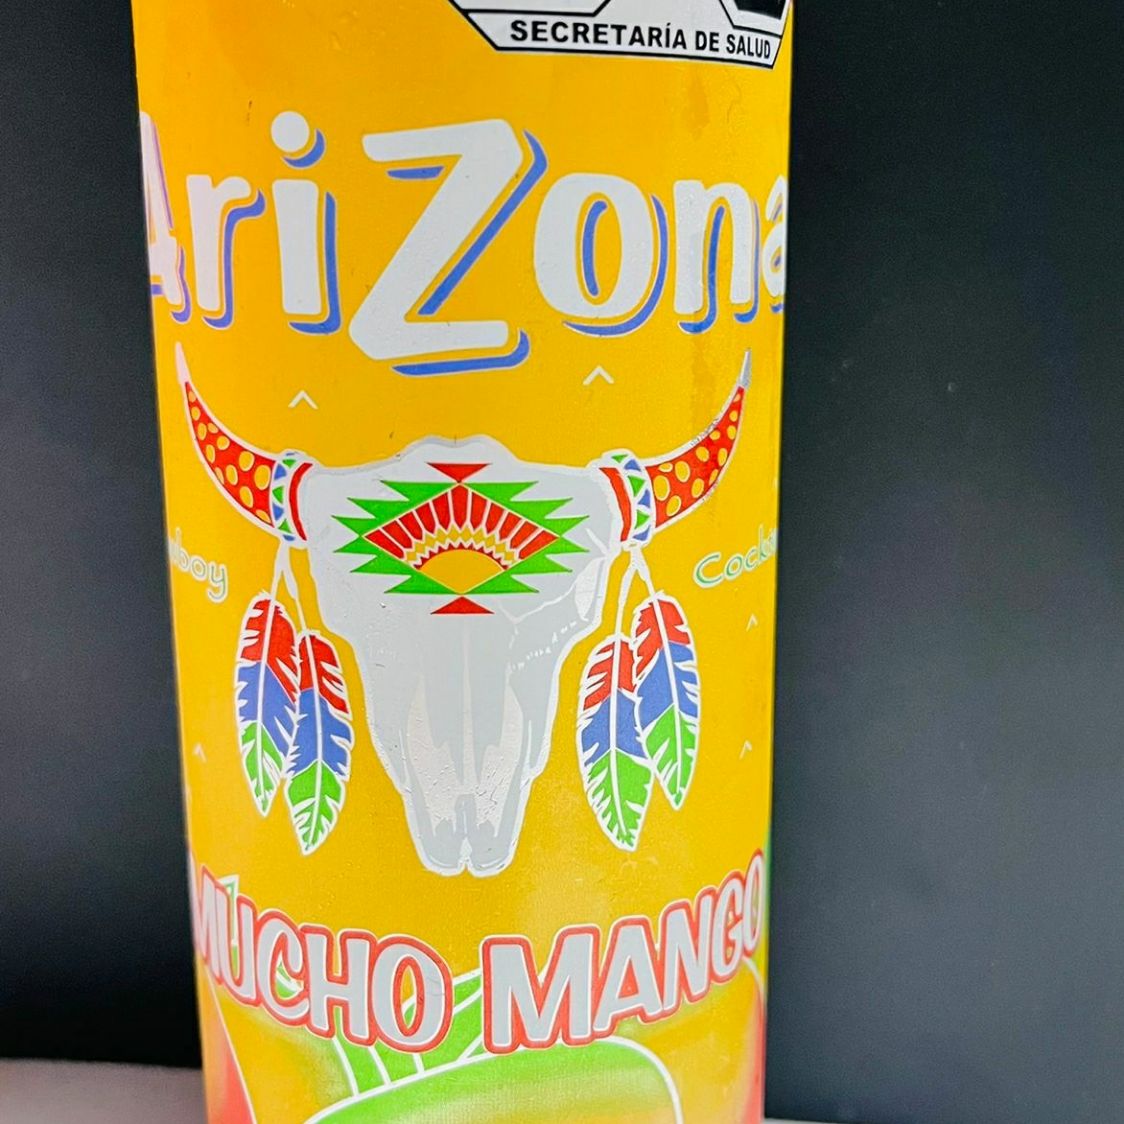 SECRETARÍA DE SALUD
AriZona
MUCHO MANGO